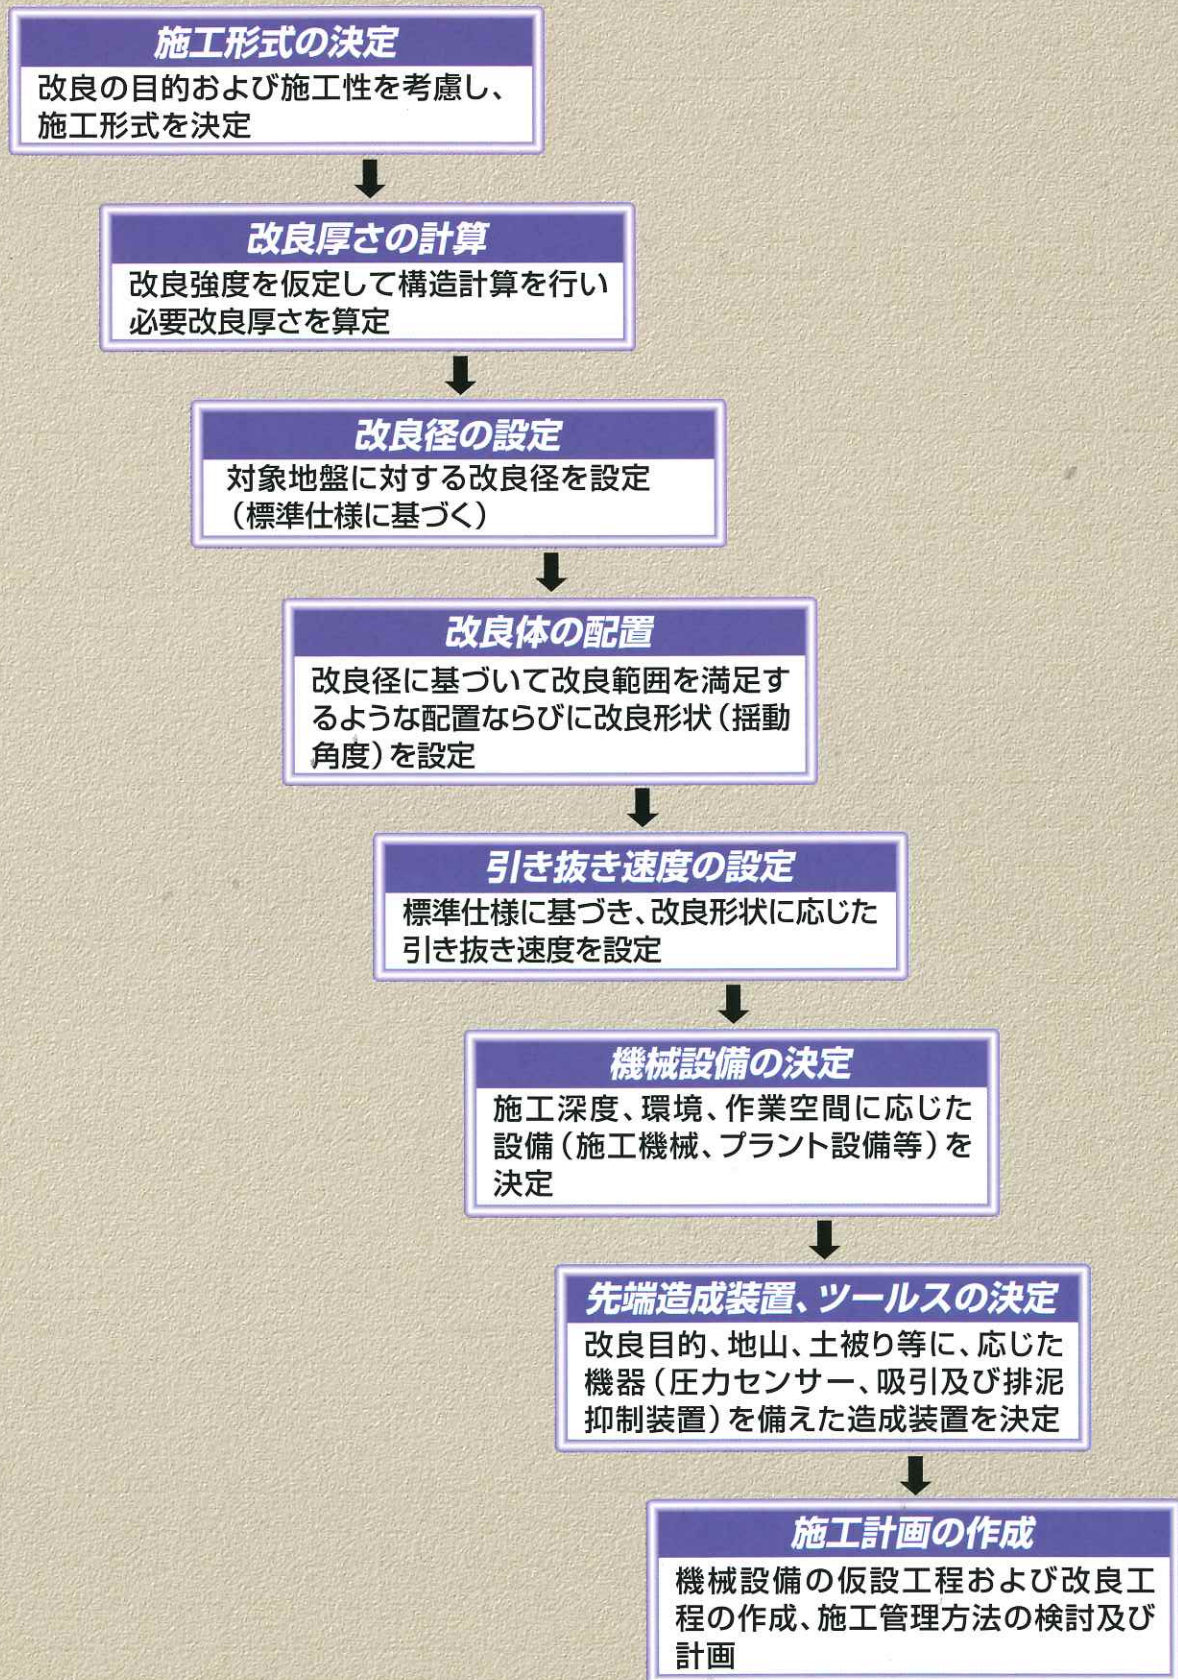 施工形式の決定
改良の目的および施工性を考慮し、
施工形式を決定
改良厚さの計算
改良強度を仮定して構造計算を行い
必要改良厚さを算定
改良径の設定
対象地盤に対する改良径を設定
（標準仕様に基づく）
改良体の配置
改良径に基づいて改良範囲を満足す
るような配置ならびに改良形状（揺動
角度）を設定
引き抜き速度の設定
標準仕様に基づき、改良形状に応じた
引き抜き速度を設定
機械設備の決定
施工深度、環境、作業空間に応じた
設備（施工機械、プラント設備等）を
決定
先端造成装置、ツールスの決定
改良目的、地山、土被り等に、応じた
機器（圧力センサー、吸引及び排泥
抑制装置）を備えた造成装置を決定
施工計画の作成
機械設備の仮設工程および改良工
程の作成、施工管理方法の検討及び
計画